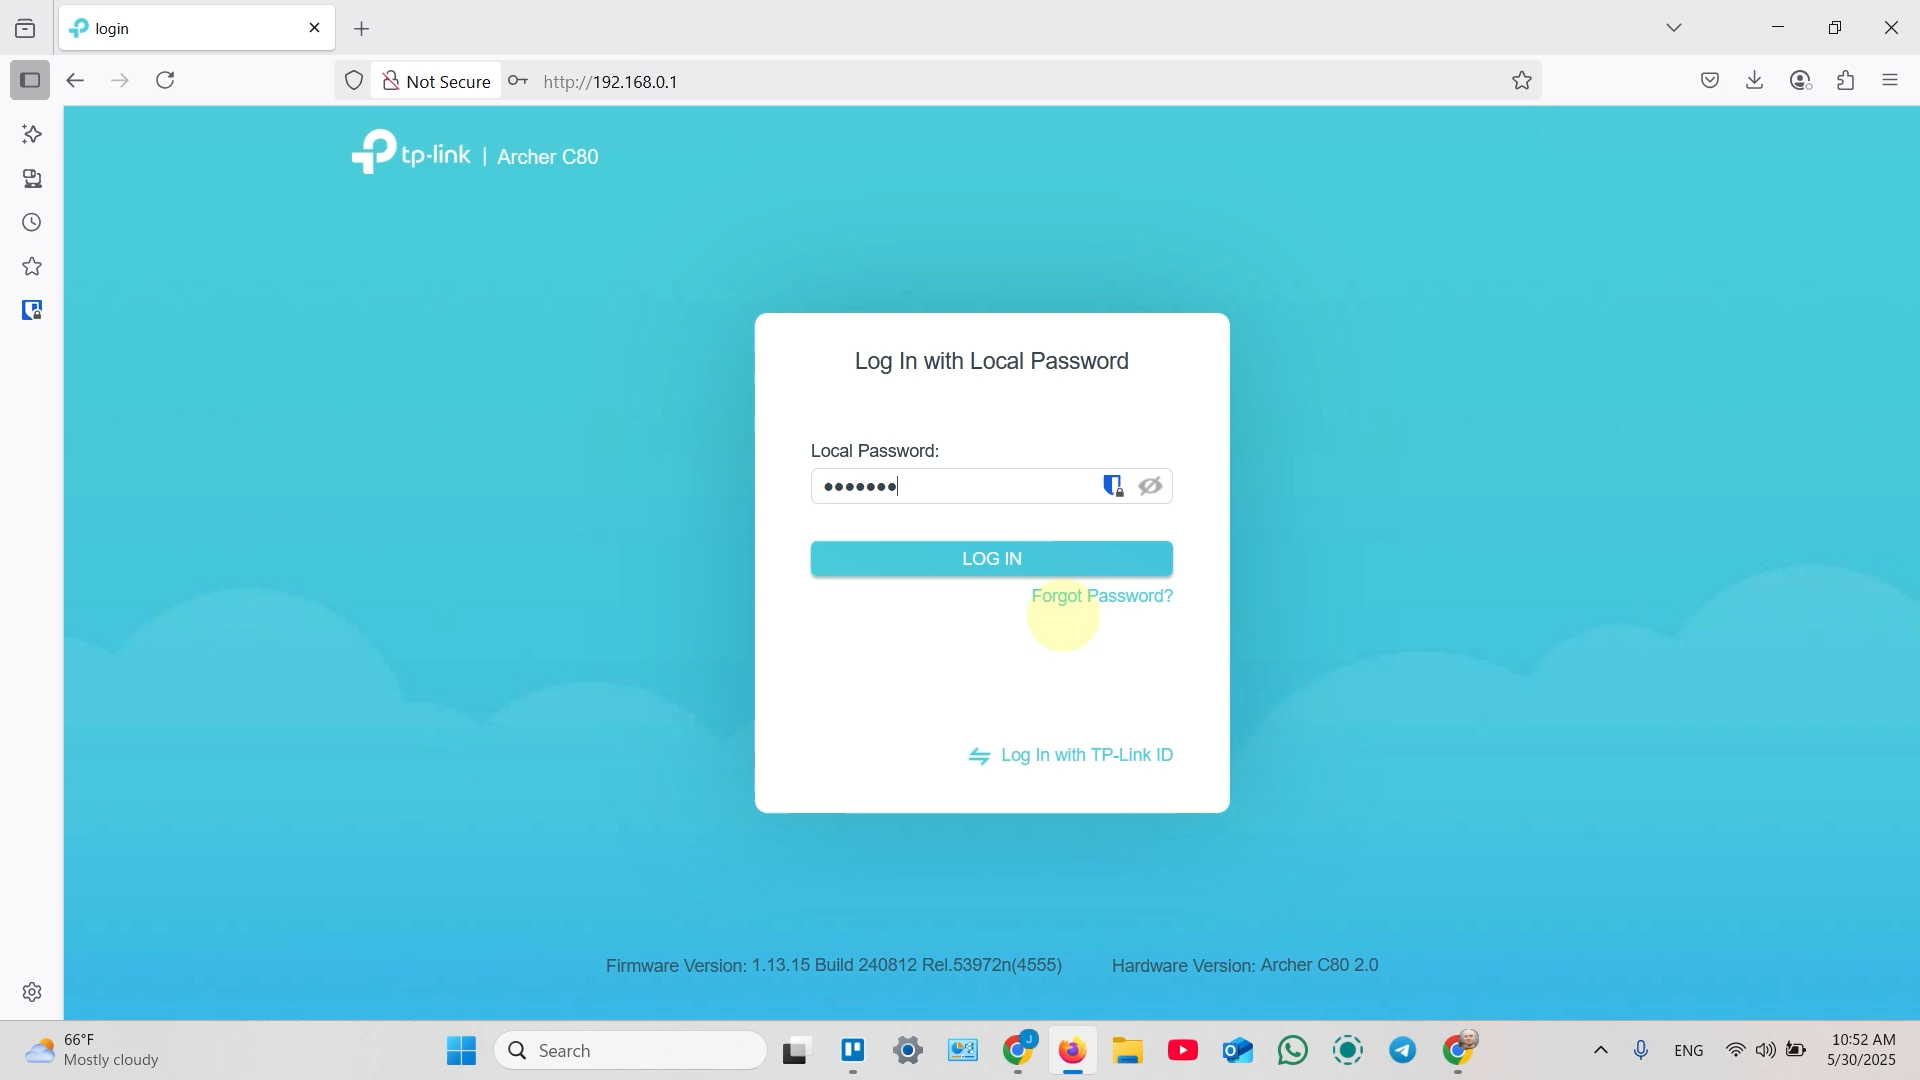 login
Not Secure
http://192.168.0.1
tp-link | Archer C80
Log In with Local Password
Local Password:
•••••••
LOG IN
Forgot Password?
Log In with TP-Link ID
Firmware Version: 1.13.15 Build 240812 Rel.53972n(4555) Hardware Version: Archer C80 2.0
66°F
Mostly cloudy
Search
J
ENG
10:52 AM
5/30/2025